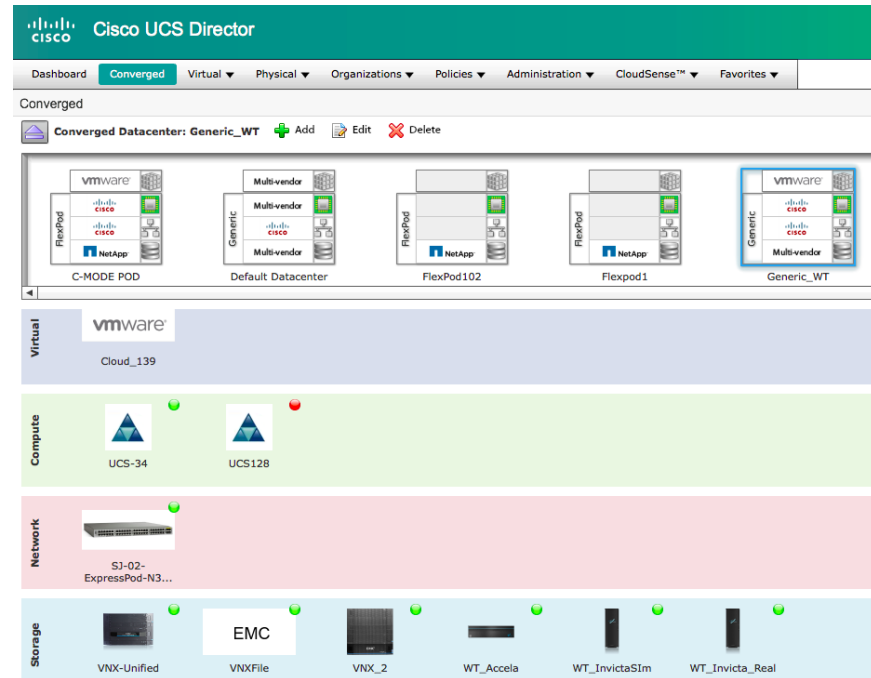 cisco Cisco UCS Director
Dashboard Converged Virtual Physical Organizations Policies Administration CloudSense™ Favorites
Converged
Converged Datacenter: Generic_WT Add Edit Delete
vmware Multi-vendor vmware
cisco Multi-vendor cisco
FlexPod Generic FlexPod FlexPod Generic
cisco cisco cisco
NetApp Multi-vendor NetApp NetApp Multi-vendor
C-MODE POD Default Datacenter FlexPod102 Flexpod1 Generic_WT
Virtual
vmware
Cloud_139
Compute
UCS-34 UCS128
Network
SJ-02-
ExpressPod-N3...
Storage
EMC
VNX-Unified VNXFile VNX_2 WT_Accela WT_InvictaSIm WT_Invicta_Real